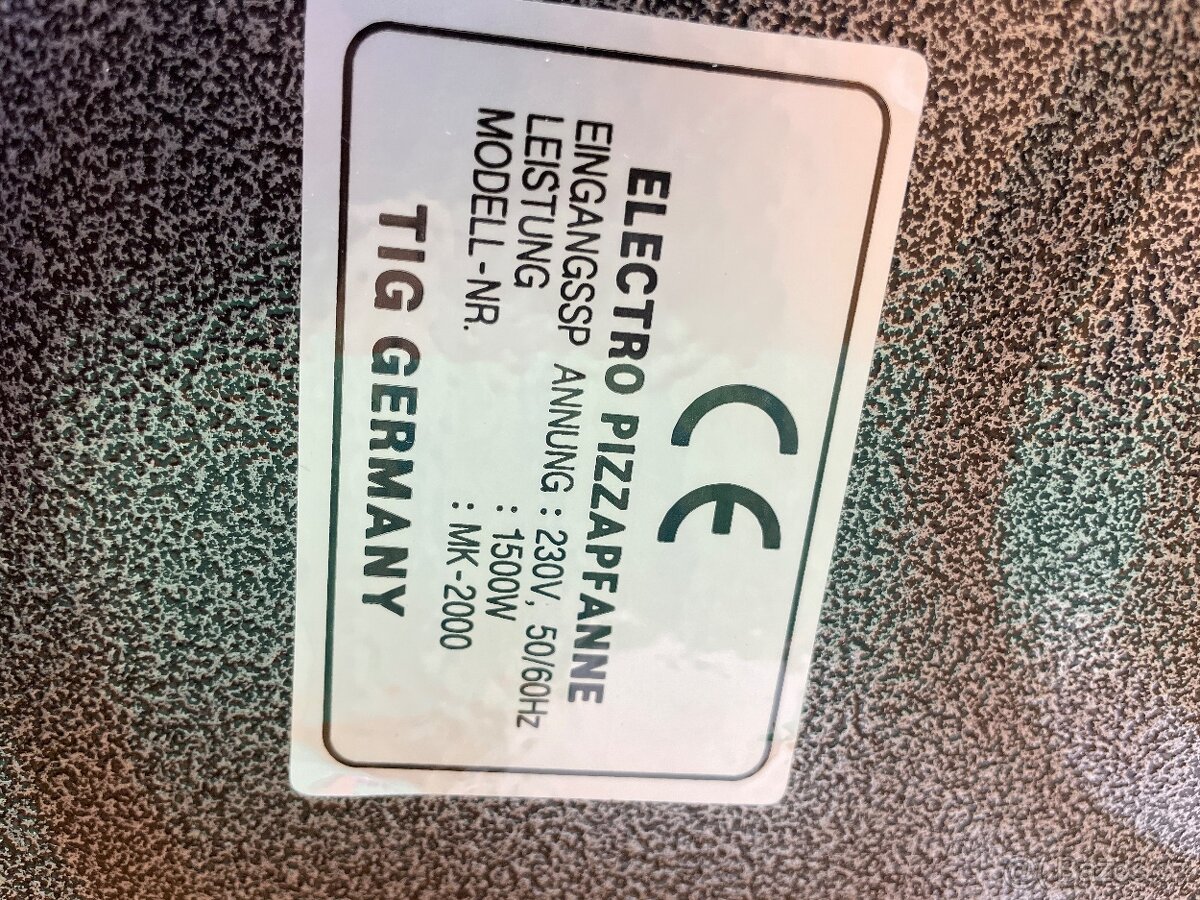 CE
ELECTRO PIZZAPFANNE
EINGANGSSP ANNUNG : 230V, 50/60Hz
LEISTUNG : 1500W
MODELL-NR. : MK-2000
TIG GERMANY